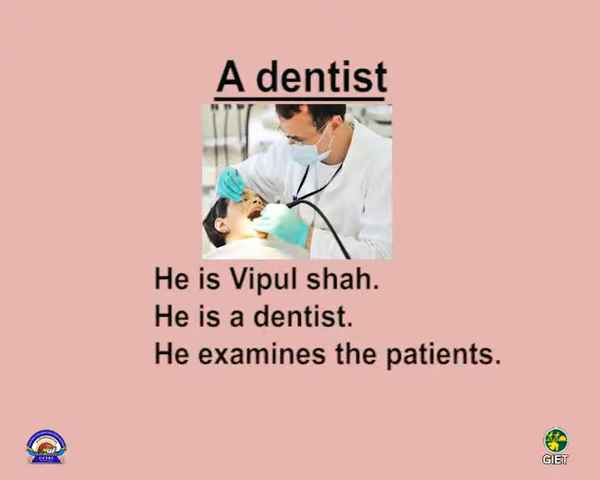 A dentist
He is Vipul shah.
He is a dentist.
He examines the patients.
GIET